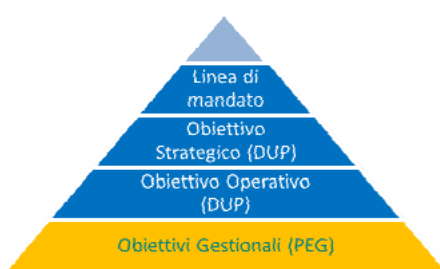 Linea di
mandato
Obiettivo
Strategico (DUP)
Obiettivo Operativo
(DUP)
Obiettivi Gestionali (PEG)